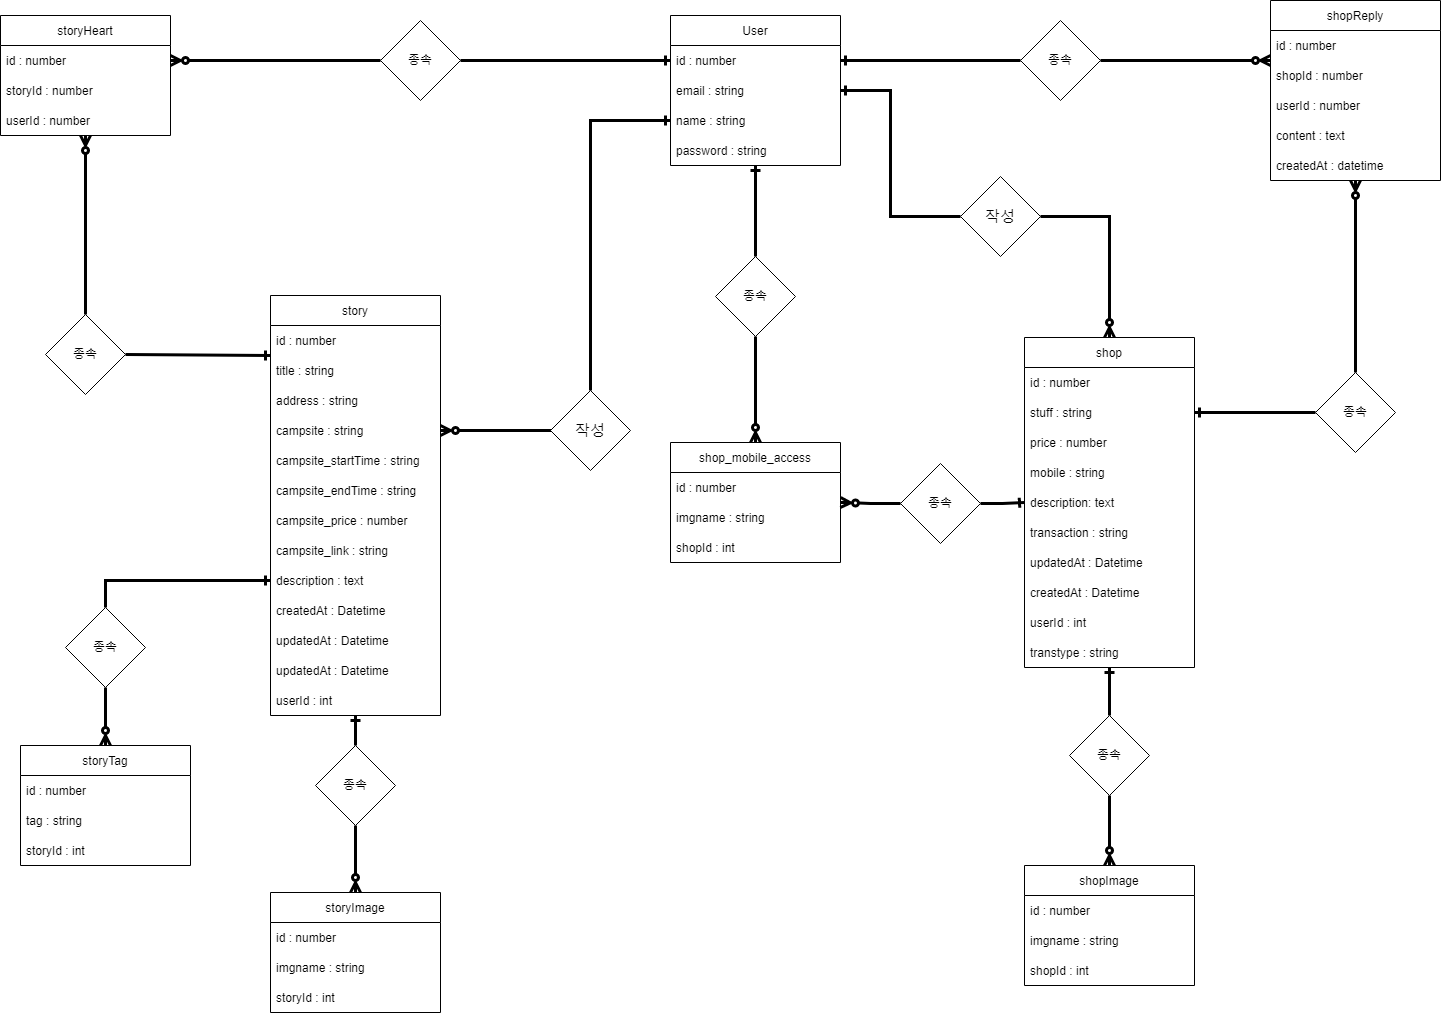 storyHeart
id : number
storyId : number
userId : number
종속
User
id : number
email : string
name : string
password : string
종속
shopReply
id : number
shopId : number
userId : number
content : text
createdAt : datetime
작성
종속
종속
story
id : number
title : string
address : string
campsite : string
campsite_startTime : string
campsite_endTime : string
campsite_price : number
campsite_link : string
description : text
createdAt : Datetime
updatedAt : Datetime
updatedAt : Datetime
userId : int
작성
shop_mobile_access
id : number
imgname : string
shopId : int
종속
shop
id : number
stuff : string
price : number
mobile : string
description: text
transaction : string
updatedAt : Datetime
createdAt : Datetime
userId : int
transtype : string
종속
종속
storyTag
id : number
tag : string
storyId : int
종속
storyImage
id : number
imgname : string
storyId : int
종속
shopImage
id : number
imgname : string
shopId : int